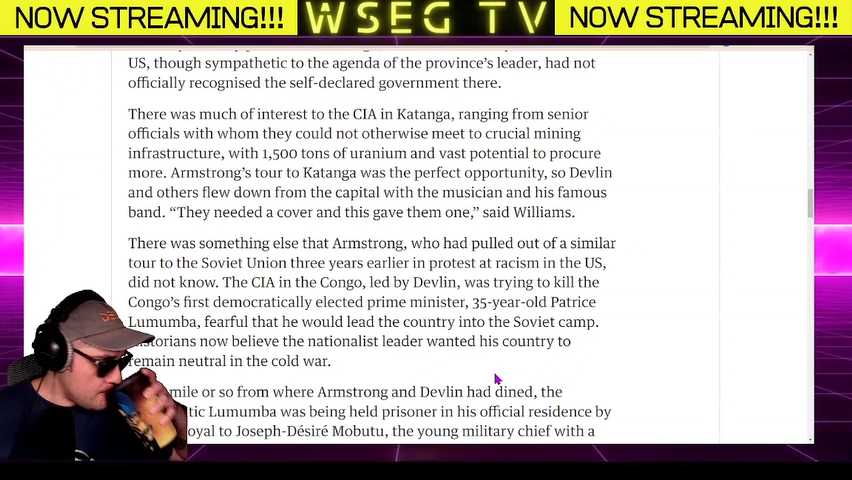 NOW STREAMING!!! WSEG TV NOW STREAMING!!!
US, though sympathetic to the agenda of the province’s leader, had not
officially recognised the self-declared government there.
There was much of interest to the CIA in Katanga, ranging from senior
officials with whom they could not otherwise meet to crucial mining
infrastructure, with 1,500 tons of uranium and vast potential to procure
more. Armstrong’s tour to Katanga was the perfect opportunity, so Devlin
and others flew down from the capital with the musician and his famous
band. “They needed a cover and this gave them one,” said Williams.
There was something else that Armstrong, who had pulled out of a similar
tour to the Soviet Union three years earlier in protest at racism in the US,
did not know. The CIA in the Congo, led by Devlin, was trying to kill the
Congo’s first democratically elected prime minister, 35-year-old Patrice
Lumumba, fearful that he would lead the country into the Soviet camp.
now believe the nationalist leader wanted his country to
remain neutral in the cold war.
mile or so from where Armstrong and Devlin had dined, the
Lumumba was being held prisoner in his official residence by
to Joseph-Désiré Mobutu, the young military chief with a